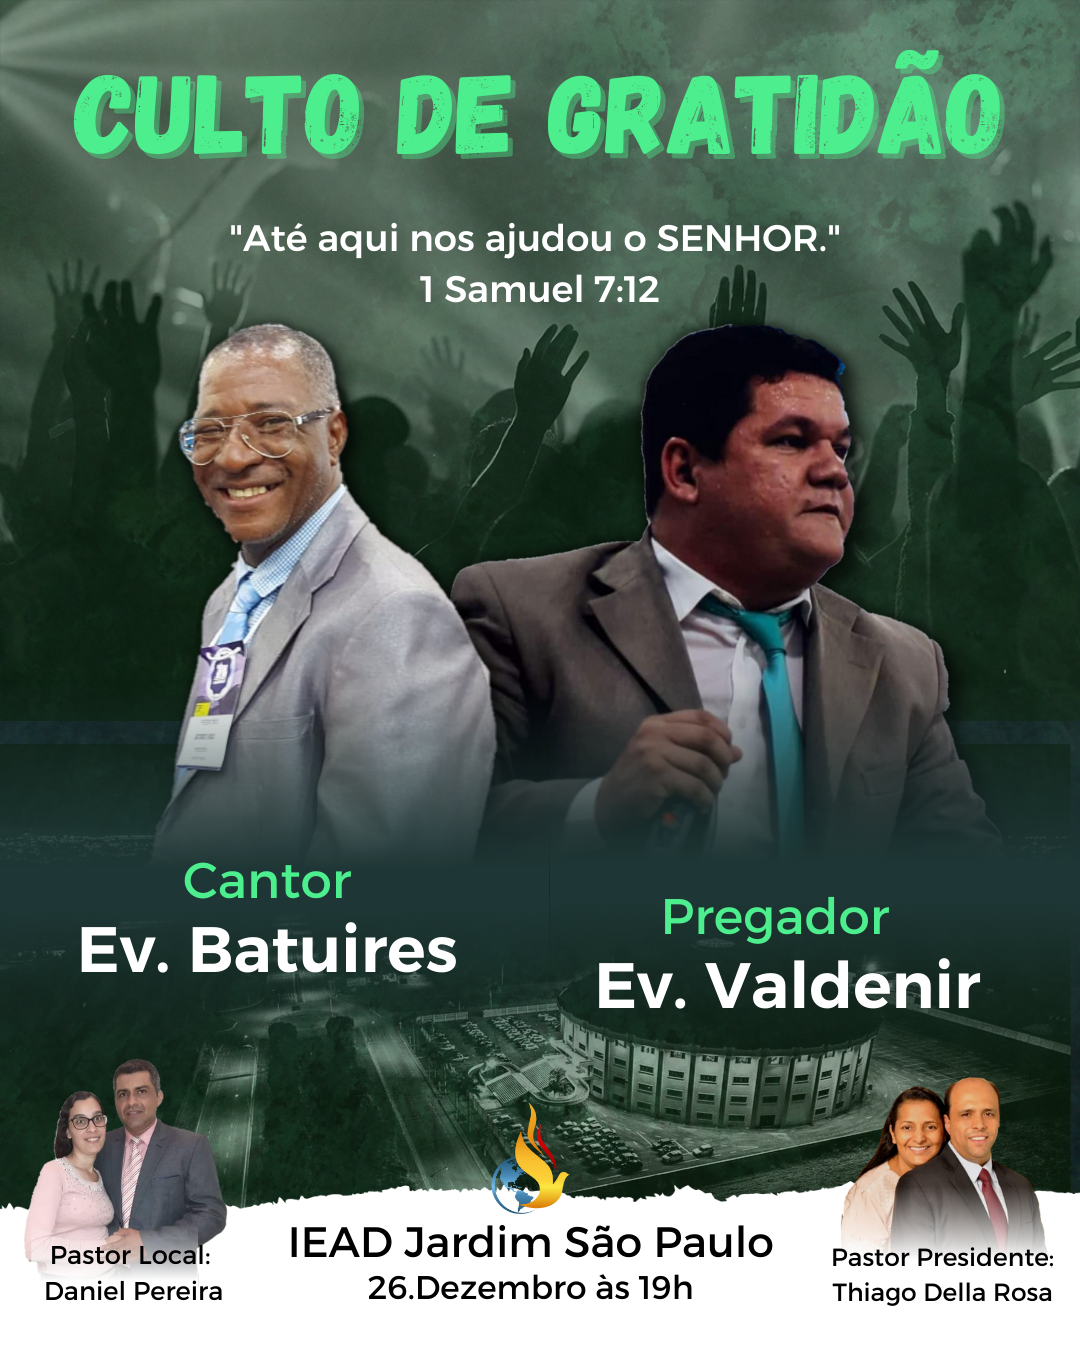 CULTO DE GRATIDÃO
"Até aqui nos ajudou o SENHOR."
1 Samuel 7:12
Cantor
Ev. Batuires
Pregador
Ev. Valdenir
IEAD Jardim São Paulo
26.Dezembro às 19h
Pastor Local:
Daniel Pereira
Pastor Presidente:
Thiago Della Rosa